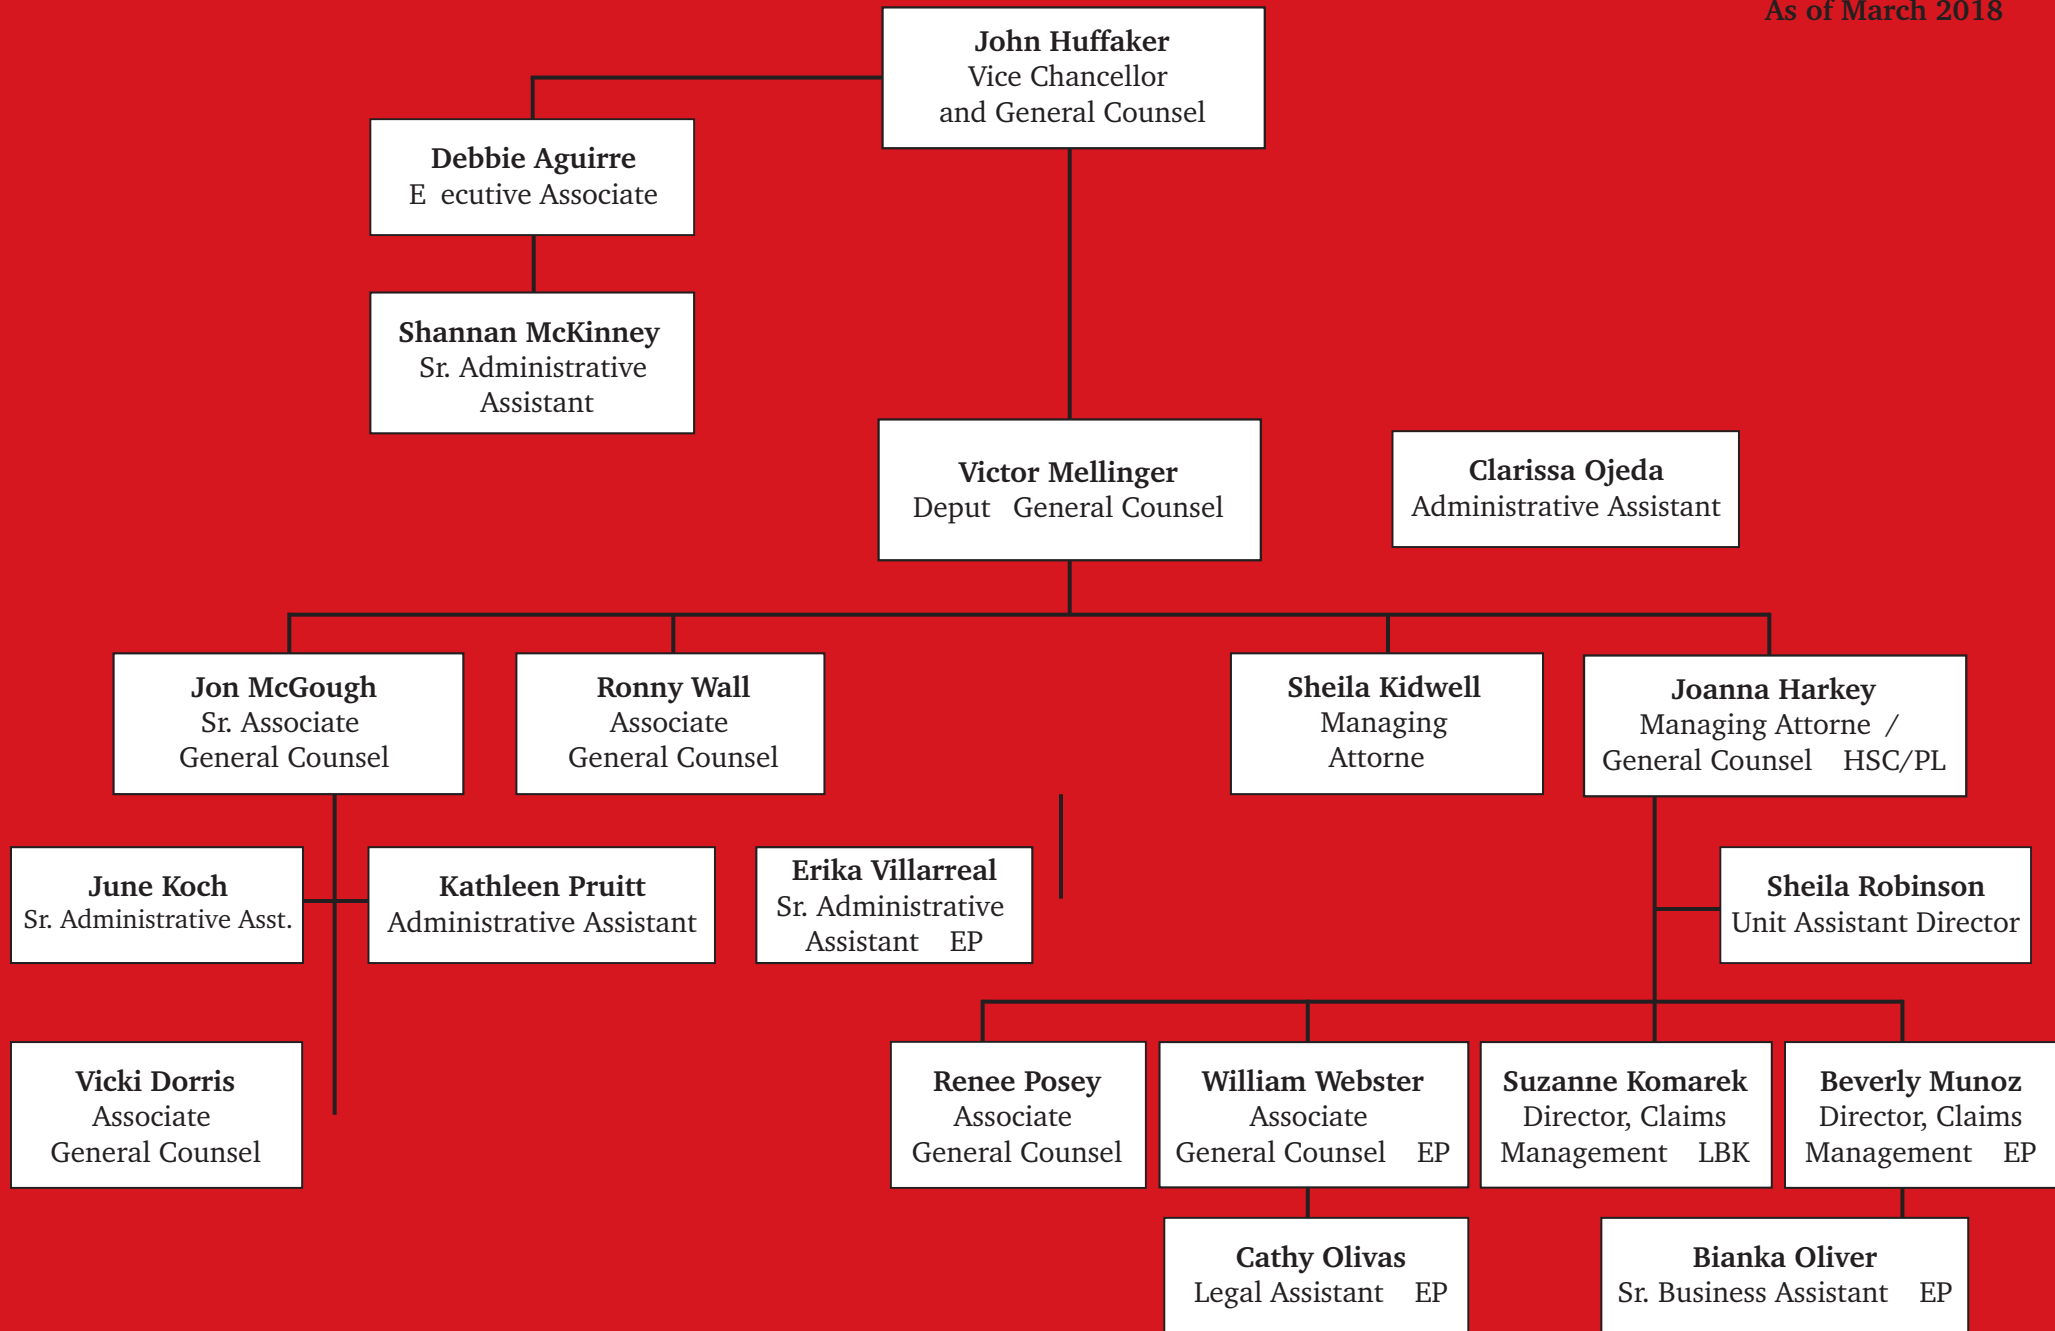 As of March 2018
John Huffaker
Vice Chancellor
and General Counsel
Debbie Aguirre
E ecutive Associate
Shannan McKinney
Sr. Administrative
Assistant
Victor Mellinger
Deput General Counsel
Clarissa Ojeda
Administrative Assistant
Jon McGough
Sr. Associate
General Counsel
Ronny Wall
Associate
General Counsel
Sheila Kidwell
Managing
Attorne
Joanna Harkey
Managing Attorne /
General Counsel HSC/PL
June Koch
Sr. Administrative Asst.
Kathleen Pruitt
Administrative Assistant
Erika Villarreal
Sr. Administrative
Assistant EP
Sheila Robinson
Unit Assistant Director
Vicki Dorris
Associate
General Counsel
Renee Posey
Associate
General Counsel
William Webster
Associate
General Counsel EP
Suzanne Komarek
Director, Claims
Management LBK
Beverly Munoz
Director, Claims
Management EP
Cathy Olivas
Legal Assistant EP
Bianka Oliver
Sr. Business Assistant EP